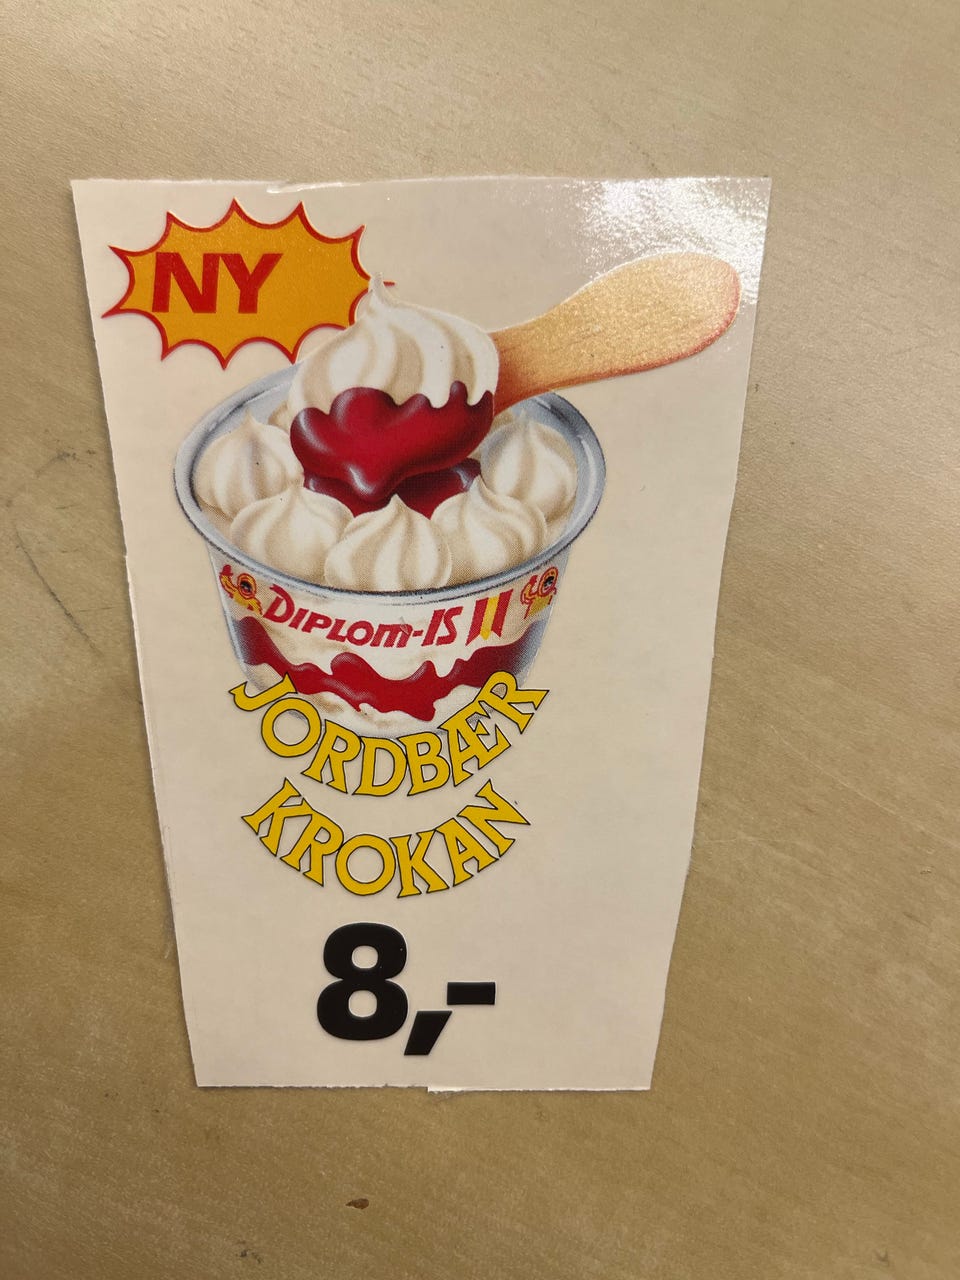 NY
DIPLOM-IS
JORDBÆR
KROKAN
8,-